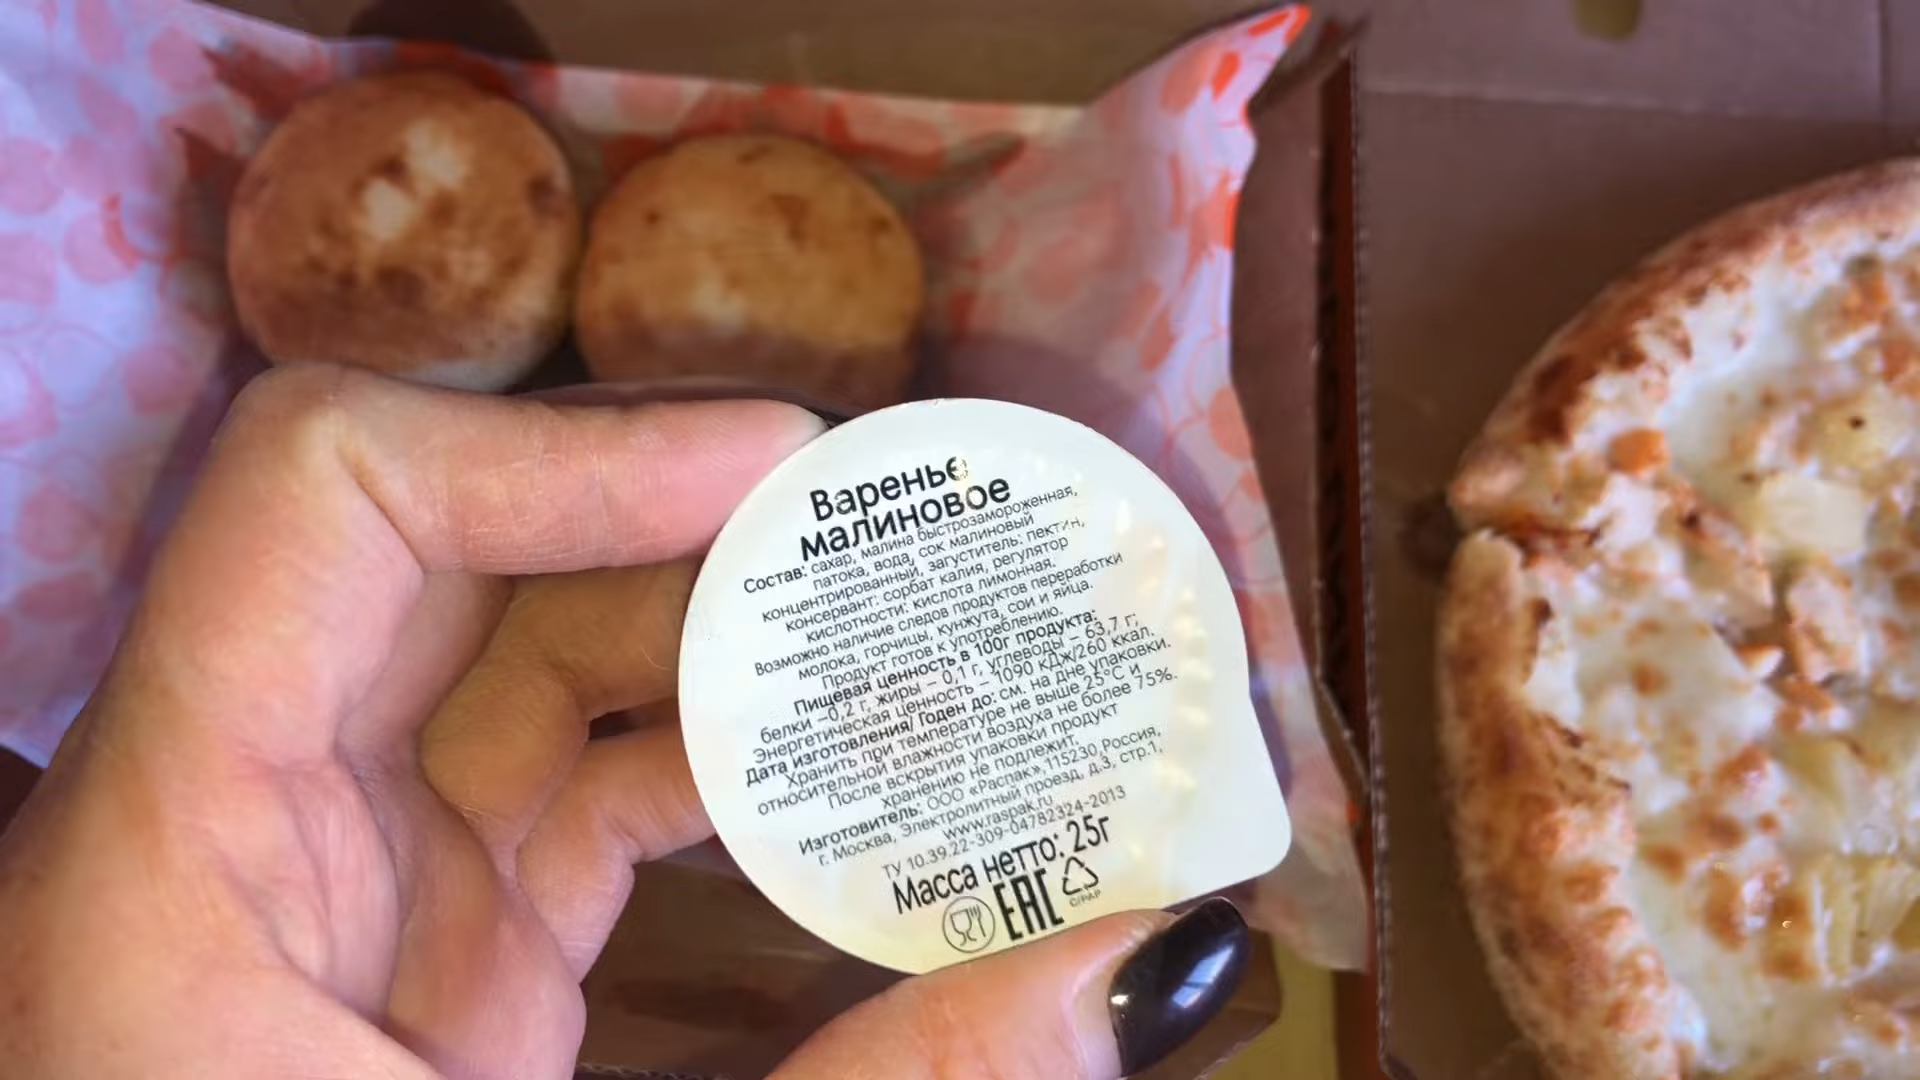 Варенье
малиновое
Состав: сахар, малина быстрозамороженная,
патока, вода, сок малиновый
концентрированный, загуститель: пектин,
консервант: сорбат калия, регулятор
кислотности: кислота лимонная.
Возможно наличие следов продуктов переработки
молока, горчицы, кунжута, сои и яйца.
Продукт готов к употреблению.
Пищевая ценность в 100г продукта:
белки –0,2 г, жиры – 0,1 г, углеводы – 63,7 г;
Энергетическая ценность – 1090 кДж/260 ккал.
Дата изготовления/ Годен до: см. на дне упаковки.
Хранить при температуре не выше 25°С и
относительной влажности воздуха не более 75%.
После вскрытия упаковки продукт
хранению не подлежит.
Изготовитель: ООО «Распак», 115230, Россия,
г. Москва, Электролитный проезд, д.3, стр.1,
www.raspak.ru
ТУ 10.39.22-309-04782324-2013
Масса нетто: 25г
EAC
C/PAP